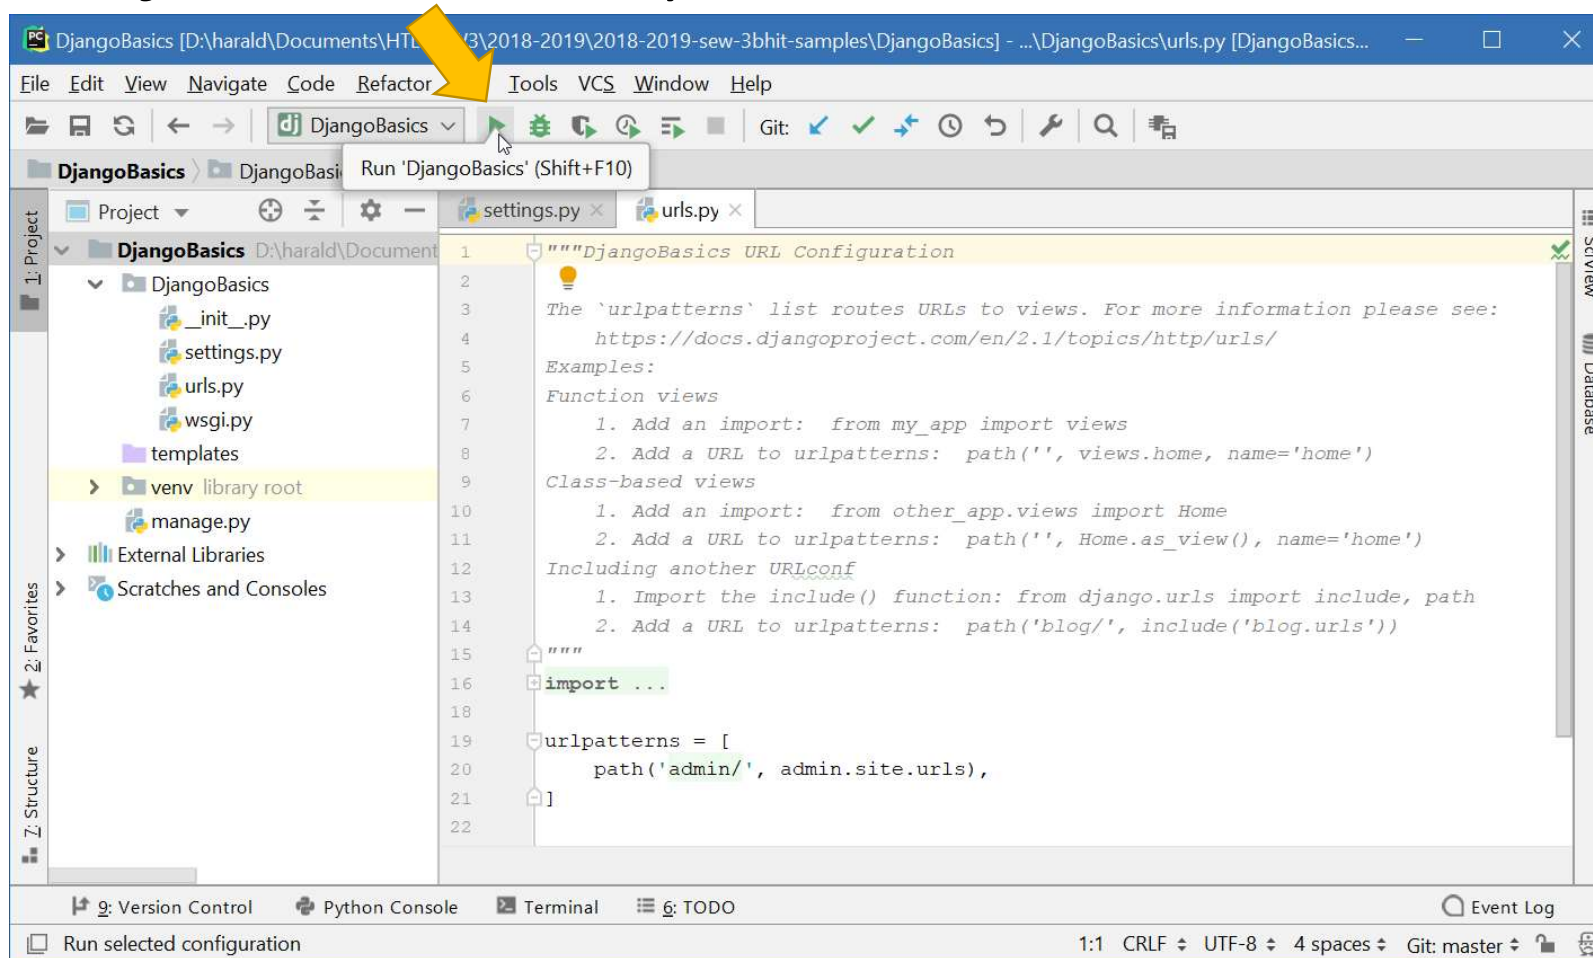 DjangoBasics [D:\harald\Documents\HTL V3\2018-2019\2018-2019-sew-3bhit-samples\DjangoBasics] - ...\DjangoBasics\urls.py [DjangoBasics...
File Edit View Navigate Code Refactor Tools VCS Window Help
DjangoBasics Git:
Run 'DjangoBasics' (Shift+F10)
DjangoBasics DjangoBasi
1: Project
Project
settings.py urls.py
DjangoBasics D:\harald\Document
DjangoBasics
__init__.py
settings.py
urls.py
wsgi.py
templates
venv library root
manage.py
External Libraries
Scratches and Consoles
2: Favorites
7: Structure
1 """DjangoBasics URL Configuration
2
3 The `urlpatterns` list routes URLs to views. For more information please see:
4 https://docs.djangoproject.com/en/2.1/topics/http/urls/
5 Examples:
6 Function views
7 1. Add an import:  from my_app import views
8 2. Add a URL to urlpatterns:  path('', views.home, name='home')
9 Class-based views
10 1. Add an import:  from other_app.views import Home
11 2. Add a URL to urlpatterns:  path('', Home.as_view(), name='home')
12 Including another URLconf
13 1. Import the include() function: from django.urls import include, path
14 2. Add a URL to urlpatterns:  path('blog/', include('blog.urls'))
15 """
16 import ...
18
19 urlpatterns = [
20 path('admin/', admin.site.urls),
21 ]
22
SciView
Database
9: Version Control Python Console Terminal 6: TODO Event Log
Run selected configuration 1:1 CRLF UTF-8 4 spaces Git: master